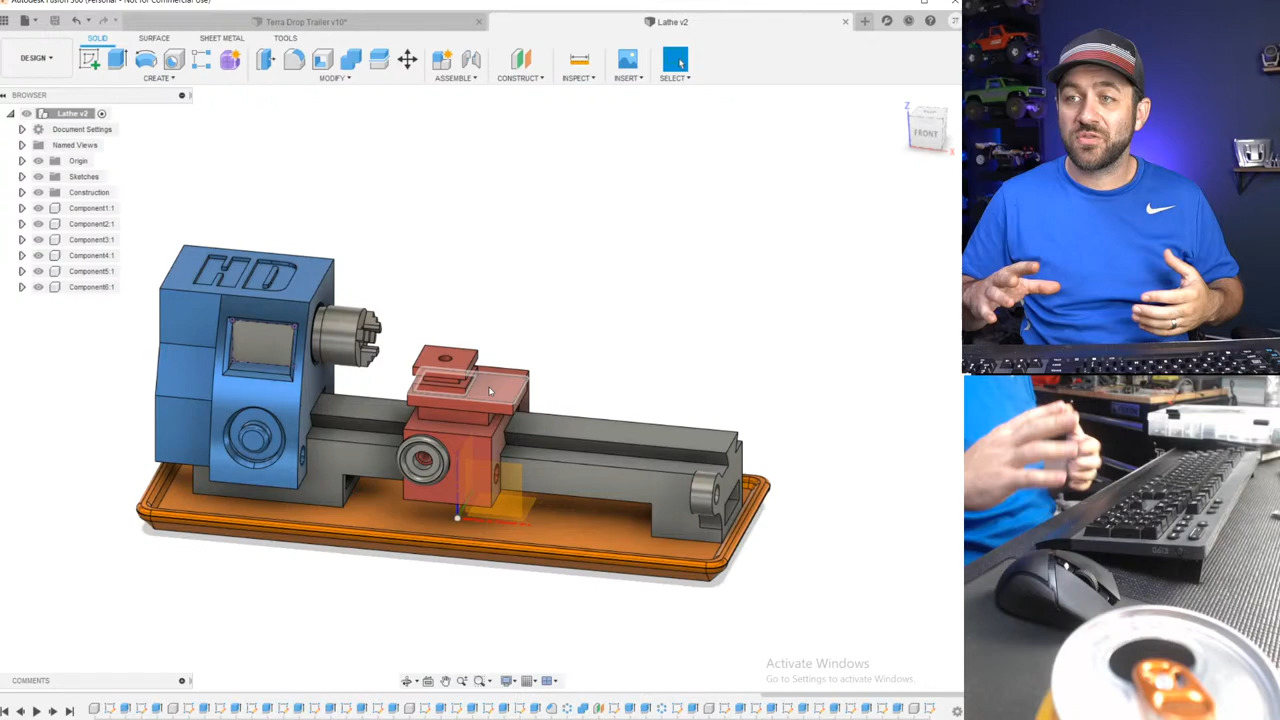 Autodesk Fusion 360 (Personal - Not for Commercial Use)
Terra Drop Trailer v10*
Lathe v2
JT
SOLID
SURFACE
SHEET METAL
TOOLS
DESIGN
CREATE
MODIFY
ASSEMBLE
CONSTRUCT
INSPECT
INSERT
SELECT
BROWSER
Lathe v2
Document Settings
Named Views
Origin
Sketches
Construction
Component1:1
Component2:1
Component3:1
Component4:1
Component5:1
Component6:1
Z
FRONT
X
HD
G613
Activate Windows
Go to Settings to activate Windows.
COMMENTS